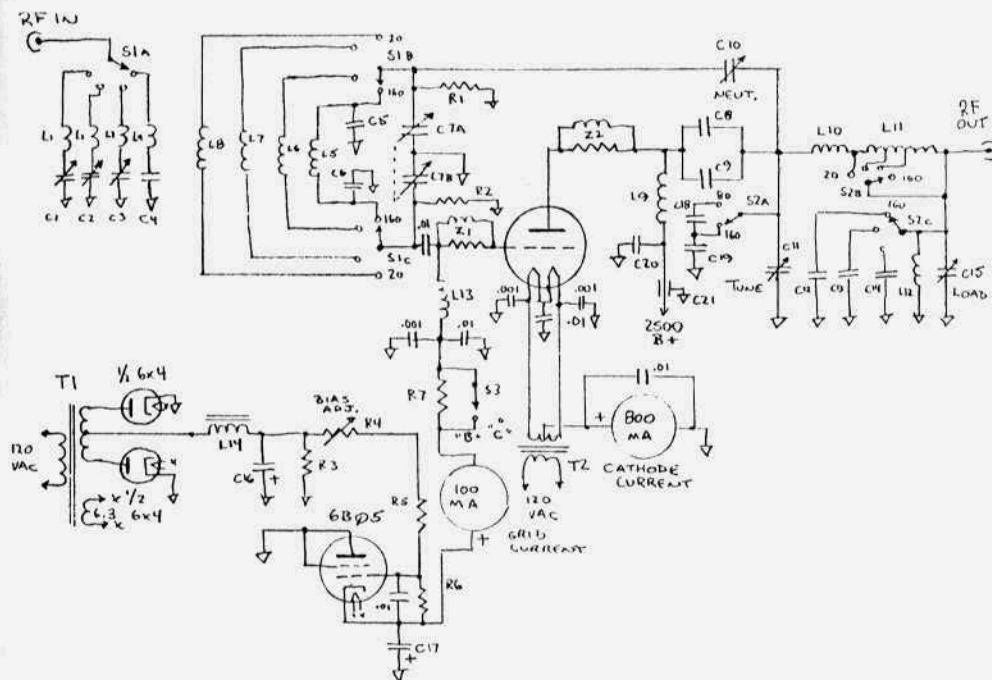 RF IN
S1A
L1
L2
L3
L4
C1
C2
C3
C4
L8
L7
L6
L5
20
S1B
160
C5
C6
160
S1C
20
R1
C7A
C7B
R2
.01
Z1
C10
NEUT.
Z2
C8
C9
L9
C18
80
S2A
160
C19
C20
C21
2500
B+
TUNE
C11
L10
L11
RF
OUT
20
160
S2B
160
S2C
C12
C13
C14
L12
C15
LOAD
L13
.001
.01
.001
.001
.01
T1
1/2 6X4
120
VAC
6.3
X 1/2
X 6X4
L14
C16
+
R3
BIAS
ADJ.
R4
R5
R6
6BQ5
.01
C17
+
R7
S3
"B"
"C"
100
MA
+
GRID
CURRENT
T2
120
VAC
.01
+
800
MA
CATHODE
CURRENT